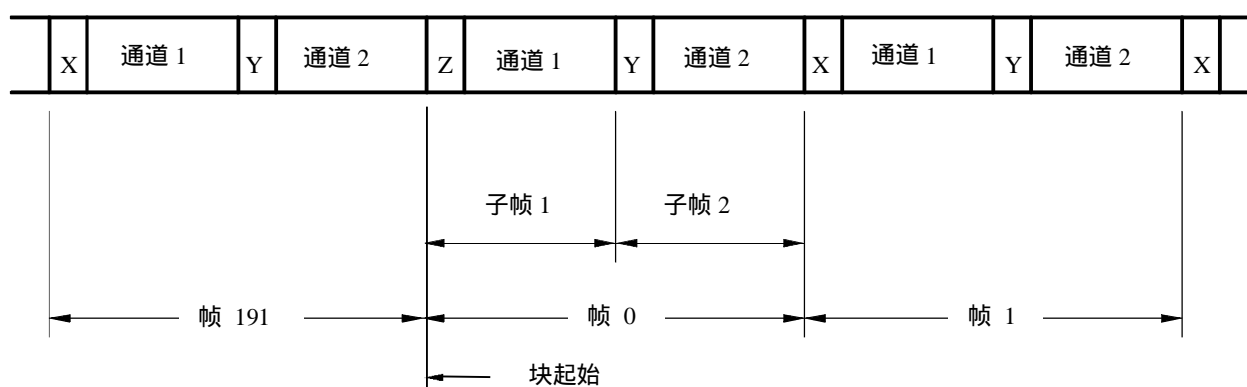 X 通道 1 Y 通道 2 Z 通道 1 Y 通道 2 X 通道 1 Y 通道 2 X
子帧 1 子帧 2
帧 191 帧 0 帧 1
块起始